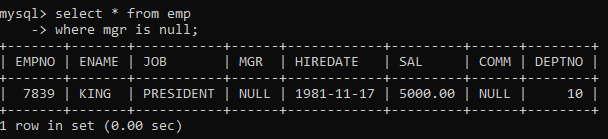 mysql> select * from emp
    -> where mgr is null;
+-------+-------+-----------+------+------------+---------+------+--------+
| EMPNO | ENAME | JOB       | MGR  | HIREDATE   | SAL     | COMM | DEPTNO |
+-------+-------+-----------+------+------------+---------+------+--------+
|  7839 | KING  | PRESIDENT | NULL | 1981-11-17 | 5000.00 | NULL |     10 |
+-------+-------+-----------+------+------------+---------+------+--------+
1 row in set (0.00 sec)